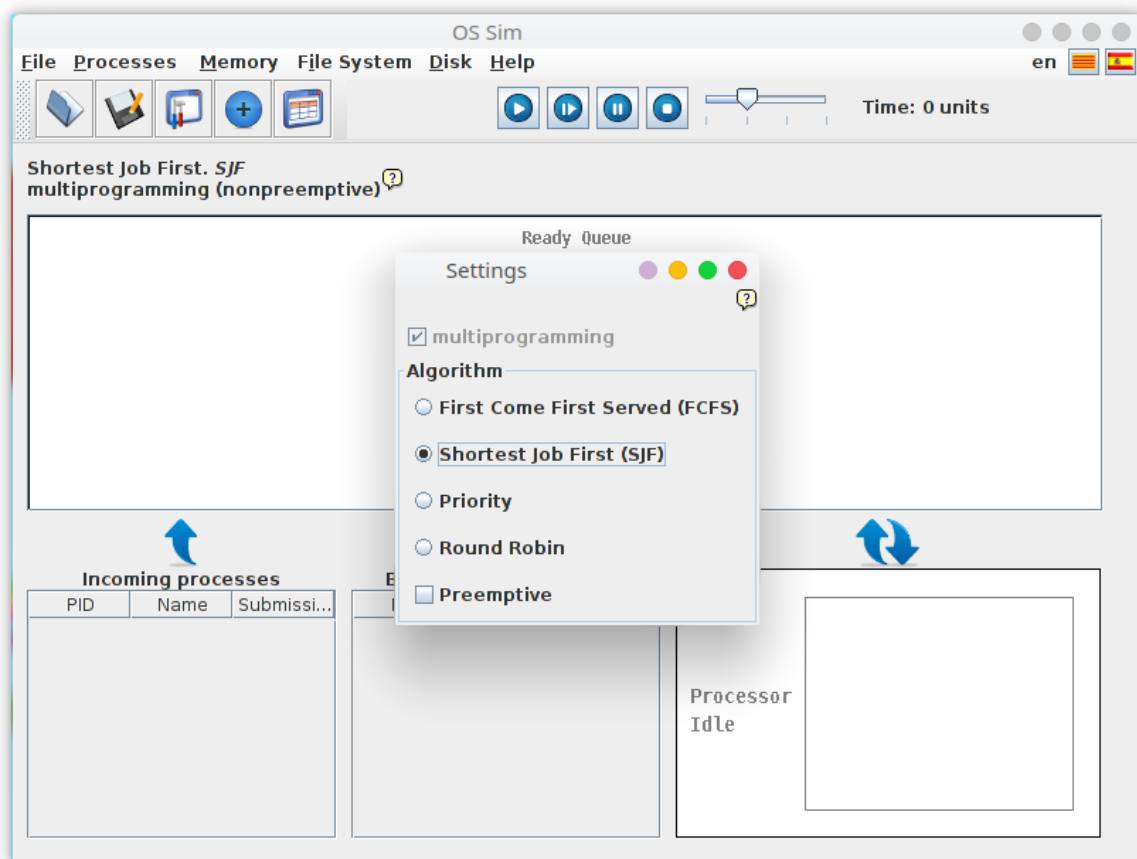 OS Sim
File Processes Memory File System Disk Help en
Time: 0 units
Shortest Job First. SJF
multiprogramming (nonpreemptive)
Ready Queue
Settings
multiprogramming
Algorithm
First Come First Served (FCFS)
Shortest Job First (SJF)
Priority
Round Robin
Preemptive
Incoming processes
PID Name Submissi...
Processor
Idle